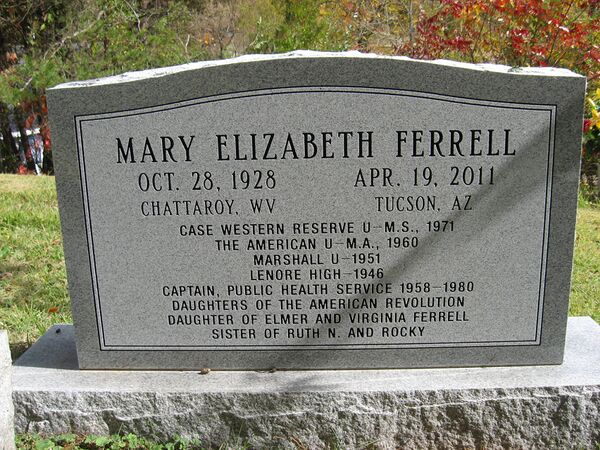 MARY ELIZABETH FERRELL
OCT. 28, 1928 APR. 19, 2011
CHATTAROY, WV TUCSON, AZ
CASE WESTERN RESERVE U-M.S., 1971
THE AMERICAN U-M.A., 1960
MARSHALL U-1951
LENORE HIGH-1946
CAPTAIN, PUBLIC HEALTH SERVICE 1958-1980
DAUGHTERS OF THE AMERICAN REVOLUTION
DAUGHTER OF ELMER AND VIRGINIA FERRELL
SISTER OF RUTH N. AND ROCKY